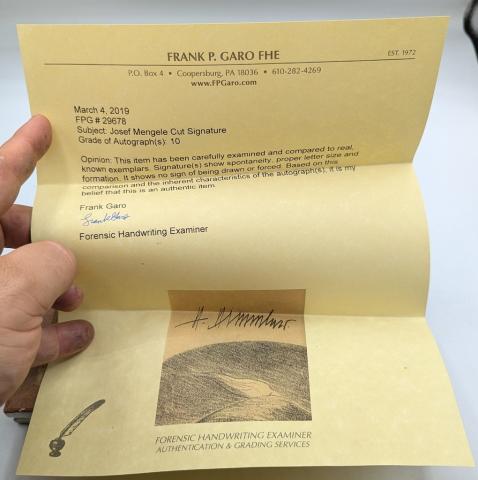 FRANK P. GARO FHE
EST. 1972
P.O. Box 4 • Coopersburg, PA 18036 • 610-282-4269
www.FPGaro.com
March 4, 2019
FPG # 29678
Subject: Josef Mengele Cut Signature
Grade of Autograph(s): 10
Opinion: This item has been carefully examined and compared to real,
known exemplars. Signature(s) show spontaneity, proper letter size and
formation. It shows no sign of being drawn or forced. Based on this
comparison and the inherent characteristics of the autograph(s), it is my
belief that this is an authentic item.
Frank Garo
Frank Garo
Forensic Handwriting Examiner
FORENSIC HANDWRITING EXAMINER
AUTHENTICATION & GRADING SERVICES